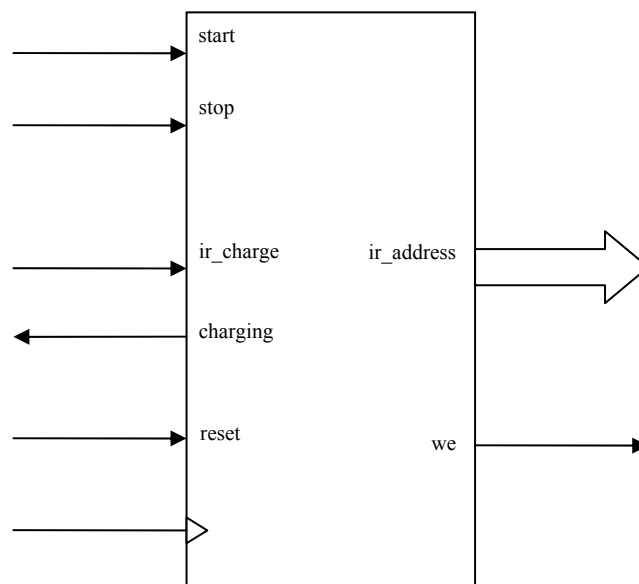 start
stop
ir_charge
ir_address
charging
reset
we